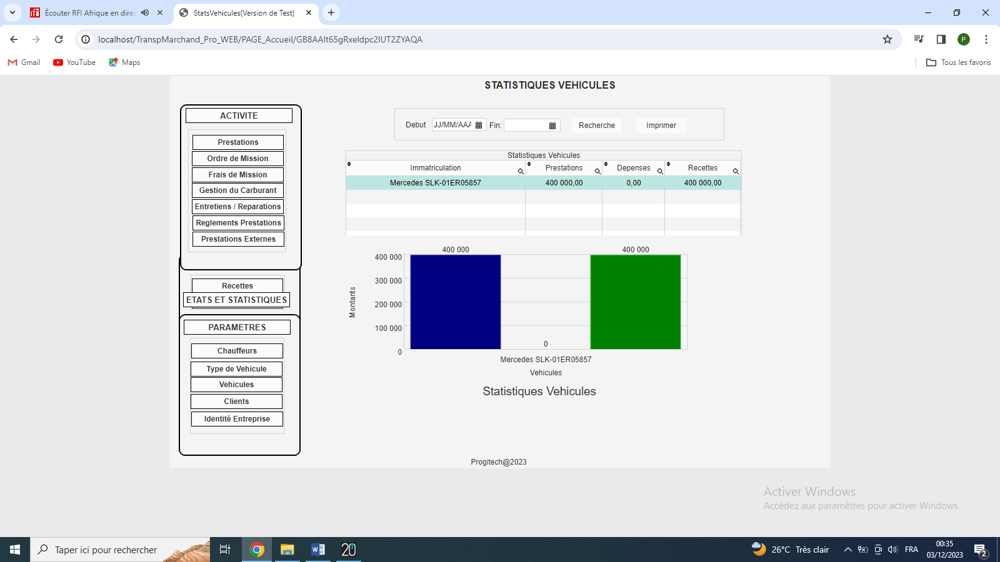 Écouter RFI Afrique en direc
StatsVehicules(Version de Test)
localhost/TranspMarchand_Pro_WEB/PAGE_Accueil/GB8AAIt65gRxeIdpc2lUT2ZYAQA
P
Gmail
YouTube
Maps
Tous les favoris
STATISTIQUES VEHICULES
ACTIVITE
Prestations
Ordre de Mission
Frais de Mission
Gestion du Carburant
Entretiens / Reparations
Reglements Prestations
Prestations Externes
Recettes
ETATS ET STATISTIQUES
PARAMETRES
Chauffeurs
Type de Vehicule
Vehicules
Clients
Identité Entreprise
Debut JJ/MM/AAA Fin: Recherche Imprimer
Statistiques Vehicules
Immatriculation Prestations Depenses Recettes
Mercedes SLK-01ER05857 400 000,00 0,00 400 000,00
400 000 400 000
400 000
300 000
200 000
100 000
0
Montants
0
Mercedes SLK-01ER05857
Vehicules
Statistiques Vehicules
Progitech@2023
Activer Windows
Accédez aux paramètres pour activer Windows.
Taper ici pour rechercher
20
26°C Très clair
FRA
00:35
03/12/2023
2